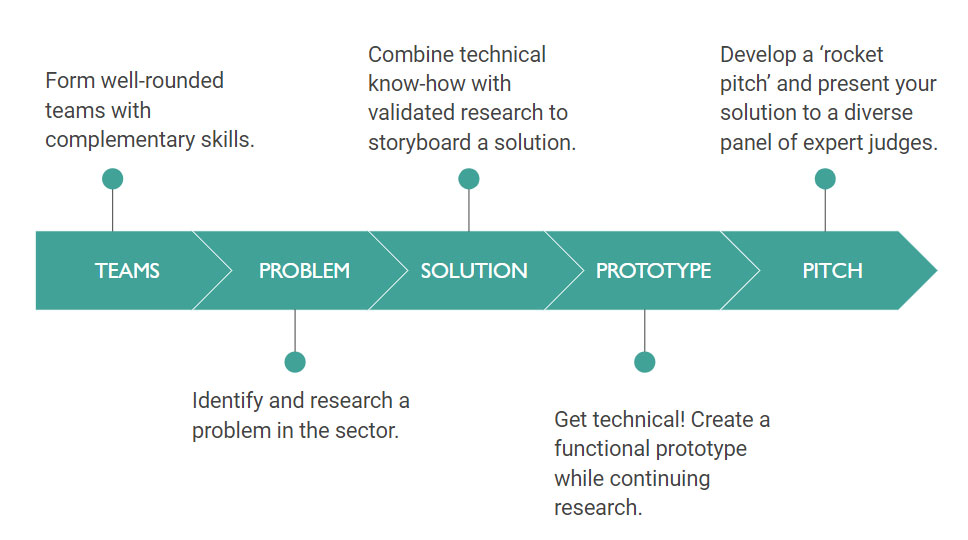 Form well-rounded
teams with
complementary skills.
Combine technical
know-how with
validated research to
storyboard a solution.
Develop a ‘rocket
pitch’ and present your
solution to a diverse
panel of expert judges.
TEAMS
PROBLEM
SOLUTION
PROTOTYPE
PITCH
Identify and research a
problem in the sector.
Get technical! Create a
functional prototype
while continuing
research.